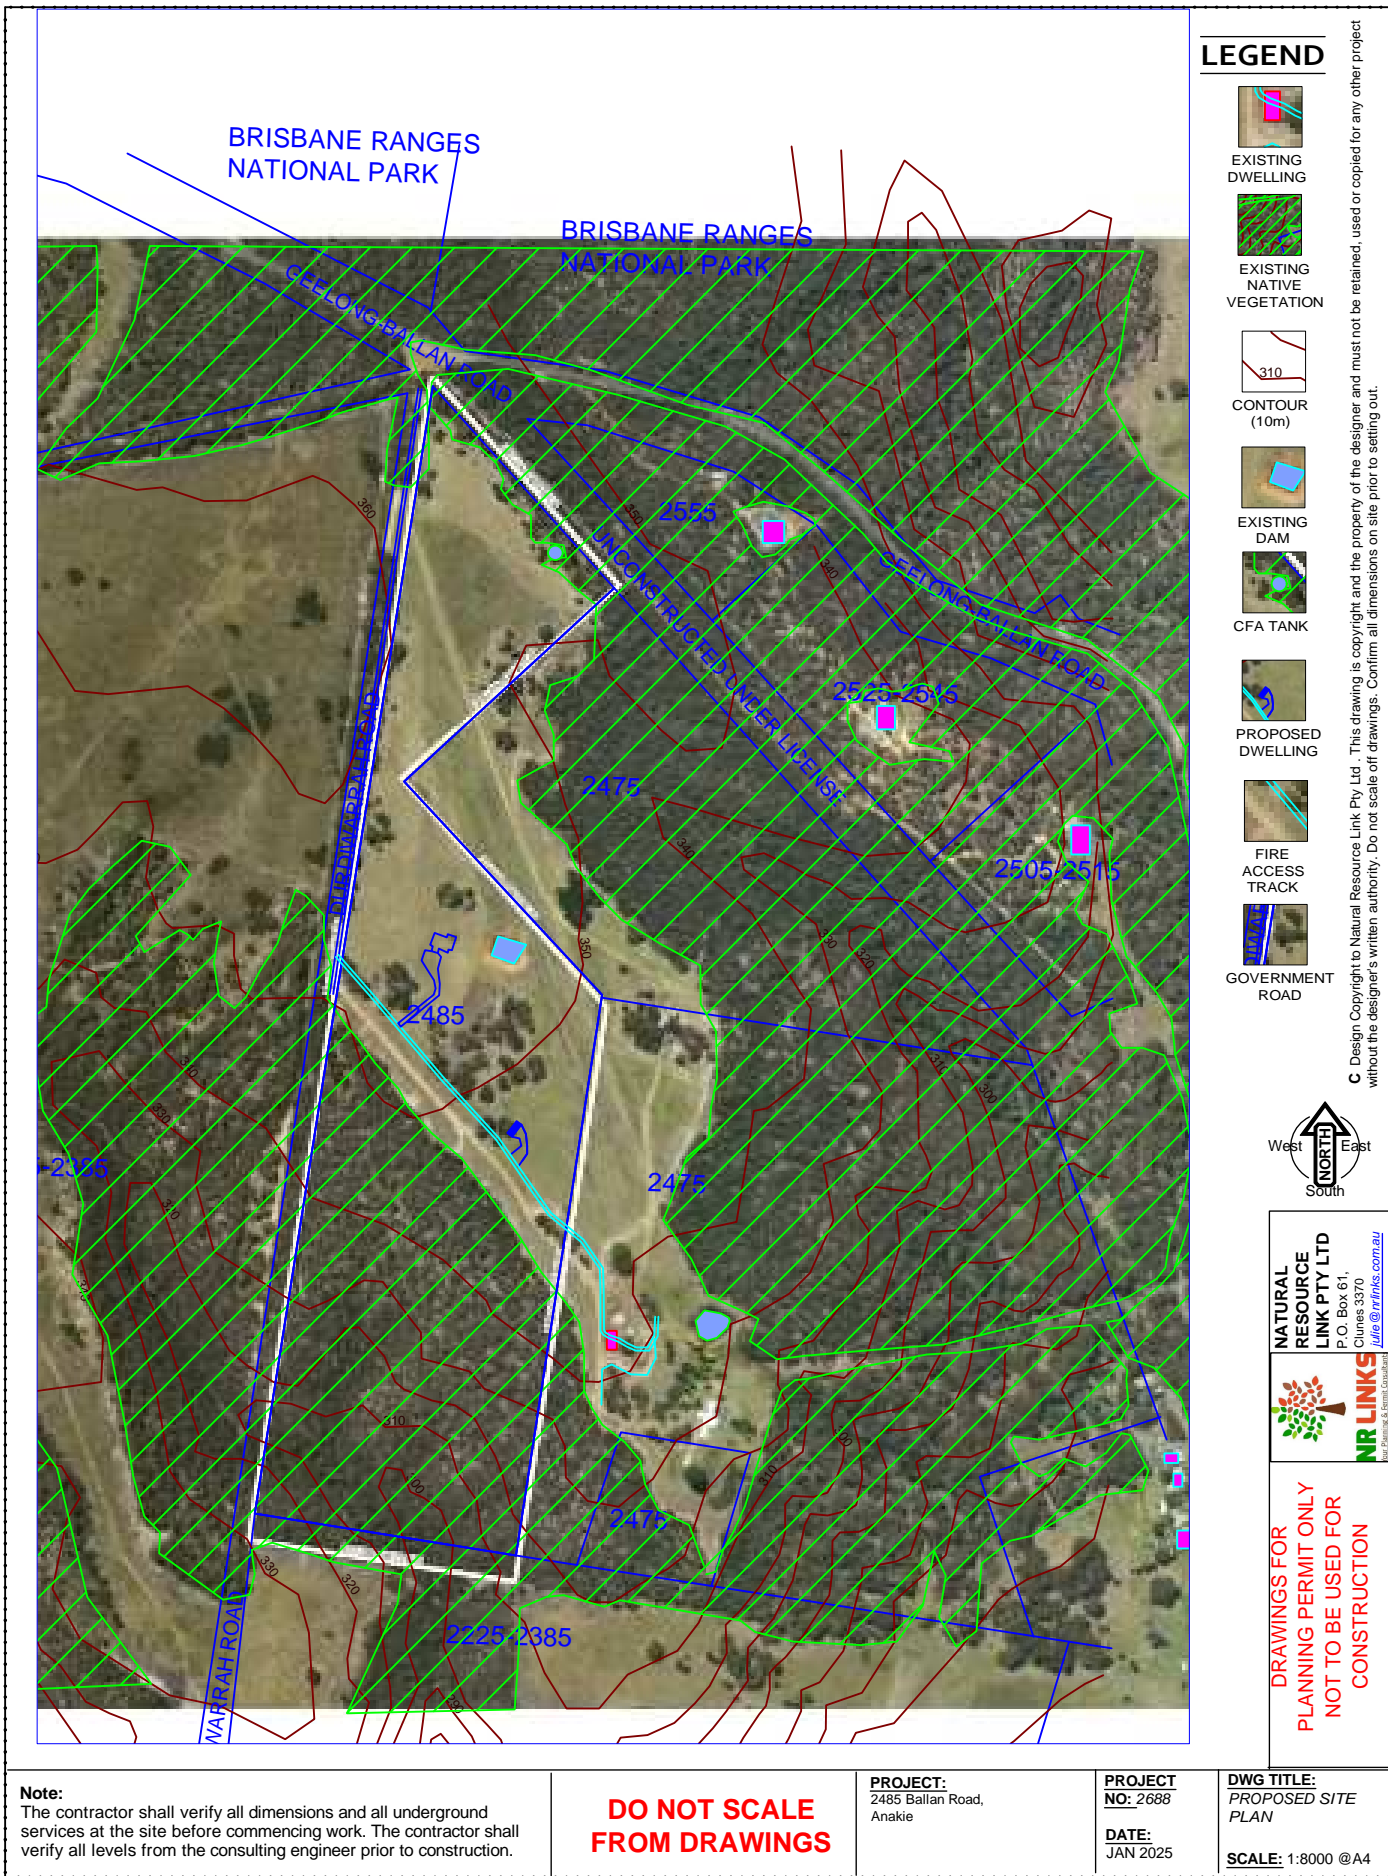 BRISBANE RANGES
NATIONAL PARK
BRISBANE RANGES
NATIONAL PARK
GEELONG-BALLAN ROAD
360
350
2555
340
UNCONSTRUCTED UNDER LICENSE
GEELONG-BALLAN ROAD
2525-2545
DURDIWARRAH ROAD
2475
340
2505-2515
350
330
320
2485
310
300
310
330
2475
310
300
310
2475
330
320
2225-2385
290
WARRAH ROAD
LEGEND
EXISTING
DWELLING
EXISTING
NATIVE
VEGETATION
310
CONTOUR
(10m)
EXISTING
DAM
CFA TANK
PROPOSED
DWELLING
FIRE
ACCESS
TRACK
GOVERNMENT
ROAD
C Design Copyright to Natural Resource Link Pty Ltd . This drawing is copyright and the property of the designer and must not be retained, used or copied for any other project
without the designer's written authority. Do not scale off drawings. Confirm all dimensions on site prior to setting out.
West
NORTH
East
South
NATURAL
RESOURCE
LINK PTY LTD
P.O. Box 61,
Clunes 3370
julie@nrlinks.com.au
NR LINKS
Your Planning & Permit Consultants
DRAWINGS FOR
PLANNING PERMIT ONLY
NOT TO BE USED FOR
CONSTRUCTION
Note:
The contractor shall verify all dimensions and all underground
services at the site before commencing work. The contractor shall
verify all levels from the consulting engineer prior to construction.
DO NOT SCALE
FROM DRAWINGS
PROJECT:
2485 Ballan Road,
Anakie
PROJECT
NO: 2688
DATE:
JAN 2025
DWG TITLE:
PROPOSED SITE
PLAN
SCALE: 1:8000 @A4